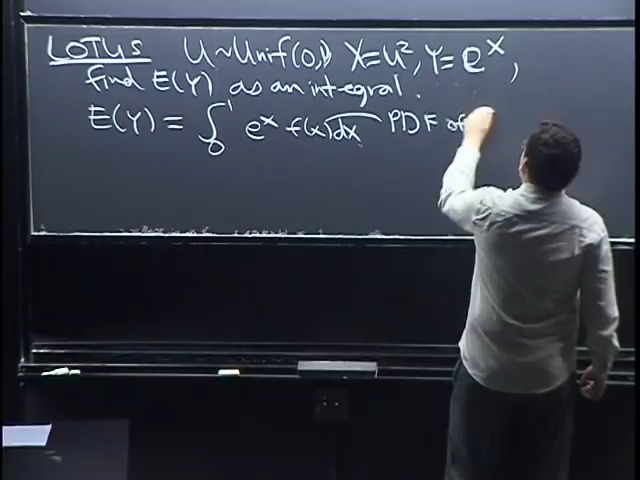 LOTUS U~Unif(0,1) X=U², Y=e^x,
find E(Y) as an integral.
E(Y) = ∫₀¹ e^x f(x)dx PDF of